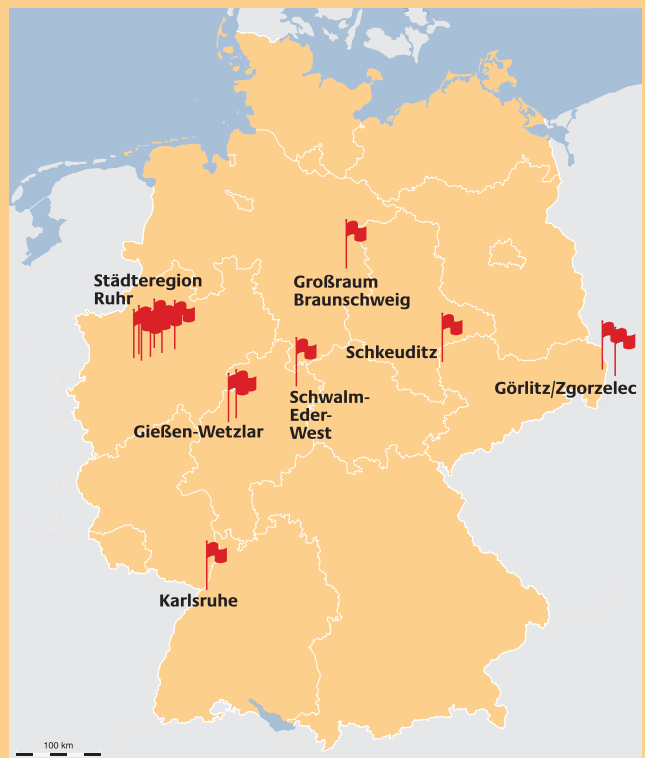 Städteregion
Ruhr
Großraum
Braunschweig
Schkeuditz
Görlitz/Zgorzelec
Schwalm-
Eder-
West
Gießen-Wetzlar
Karlsruhe
100 km